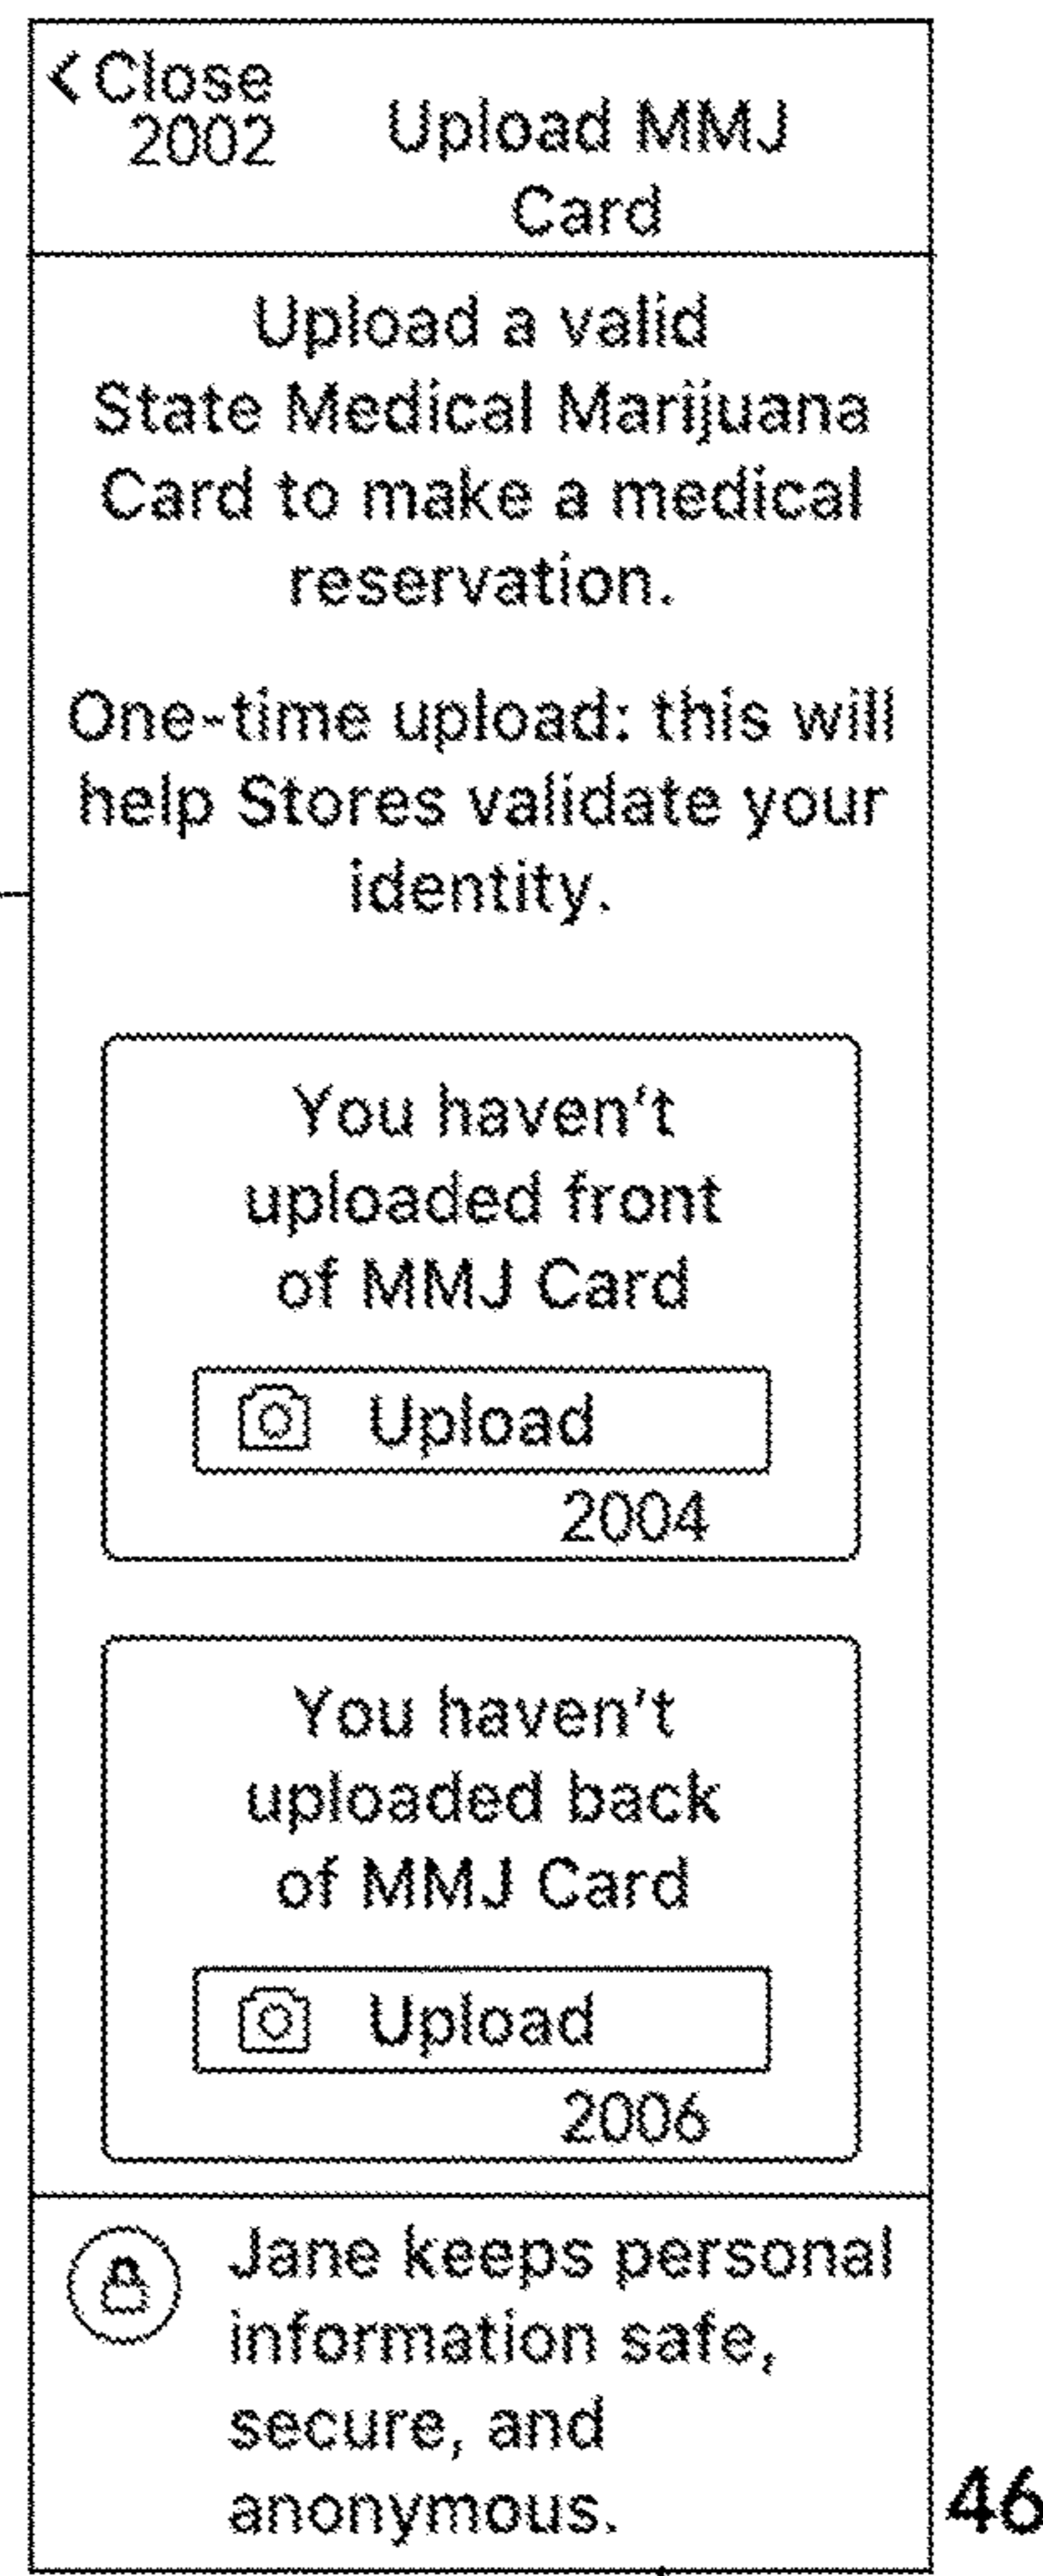 Close
2002
Upload MMJ
Card
Upload a valid
State Medical Marijuana
Card to make a medical
reservation.
One-time upload: this will
help Stores validate your
identity.
You haven't
uploaded front
of MMJ Card
Upload
2004
You haven't
uploaded back
of MMJ Card
Upload
2006
Jane keeps personal
information safe,
secure, and
anonymous.
46